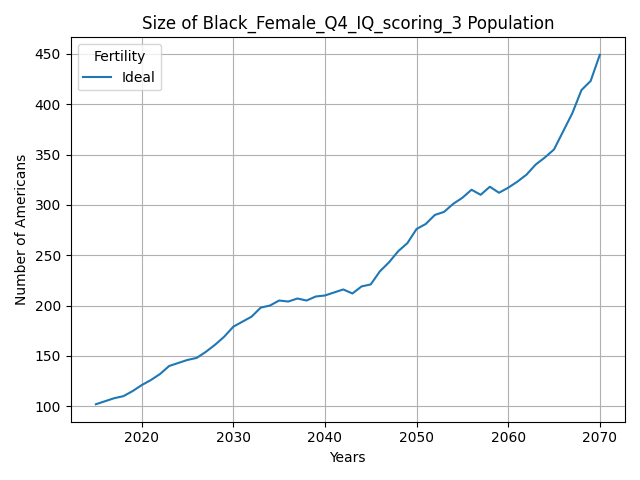 Size of Black_Female_Q4_IQ_scoring_3 Population
Fertility
Ideal
Number of Americans
450
400
350
300
250
200
150
100
2020 2030 2040 2050 2060 2070
Years